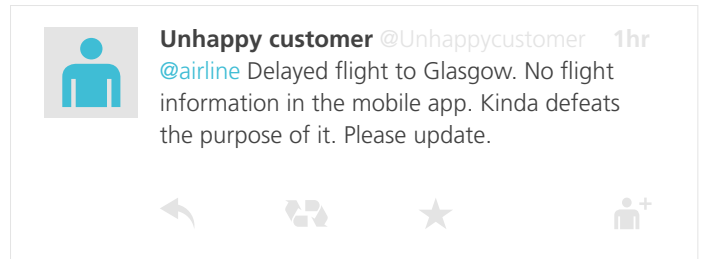 Unhappy customer @Unhappycustomer 1hr
@airline Delayed flight to Glasgow. No flight
information in the mobile app. Kinda defeats
the purpose of it. Please update.